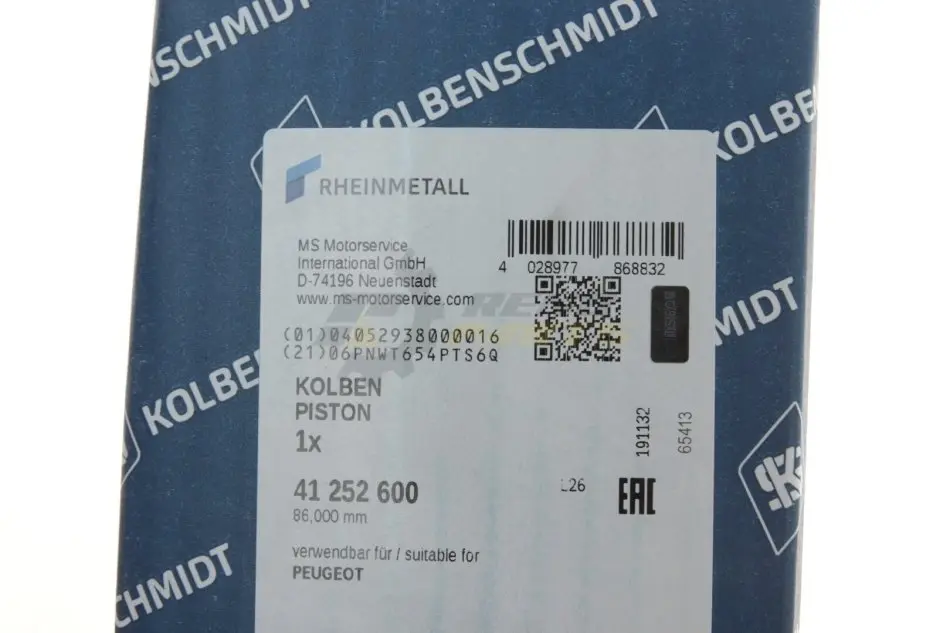 KOLBENSCHMIDT
KOLBENSCHMIDT
KOLBENSCHMIDT
RHEINMETALL
MS Motorservice
International GmbH
D-74196 Neuenstadt
www.ms-motorservice.com
4 028977 868832
(01)04052938000016
(21)06PNWT654PTS6Q
KOLBEN
PISTON
1x
191132
65413
41 252 600
L26
EAC
86,000 mm
verwendbar für / suitable for
PEUGEOT
KOLBENSCHMIDT
SCHMIDT